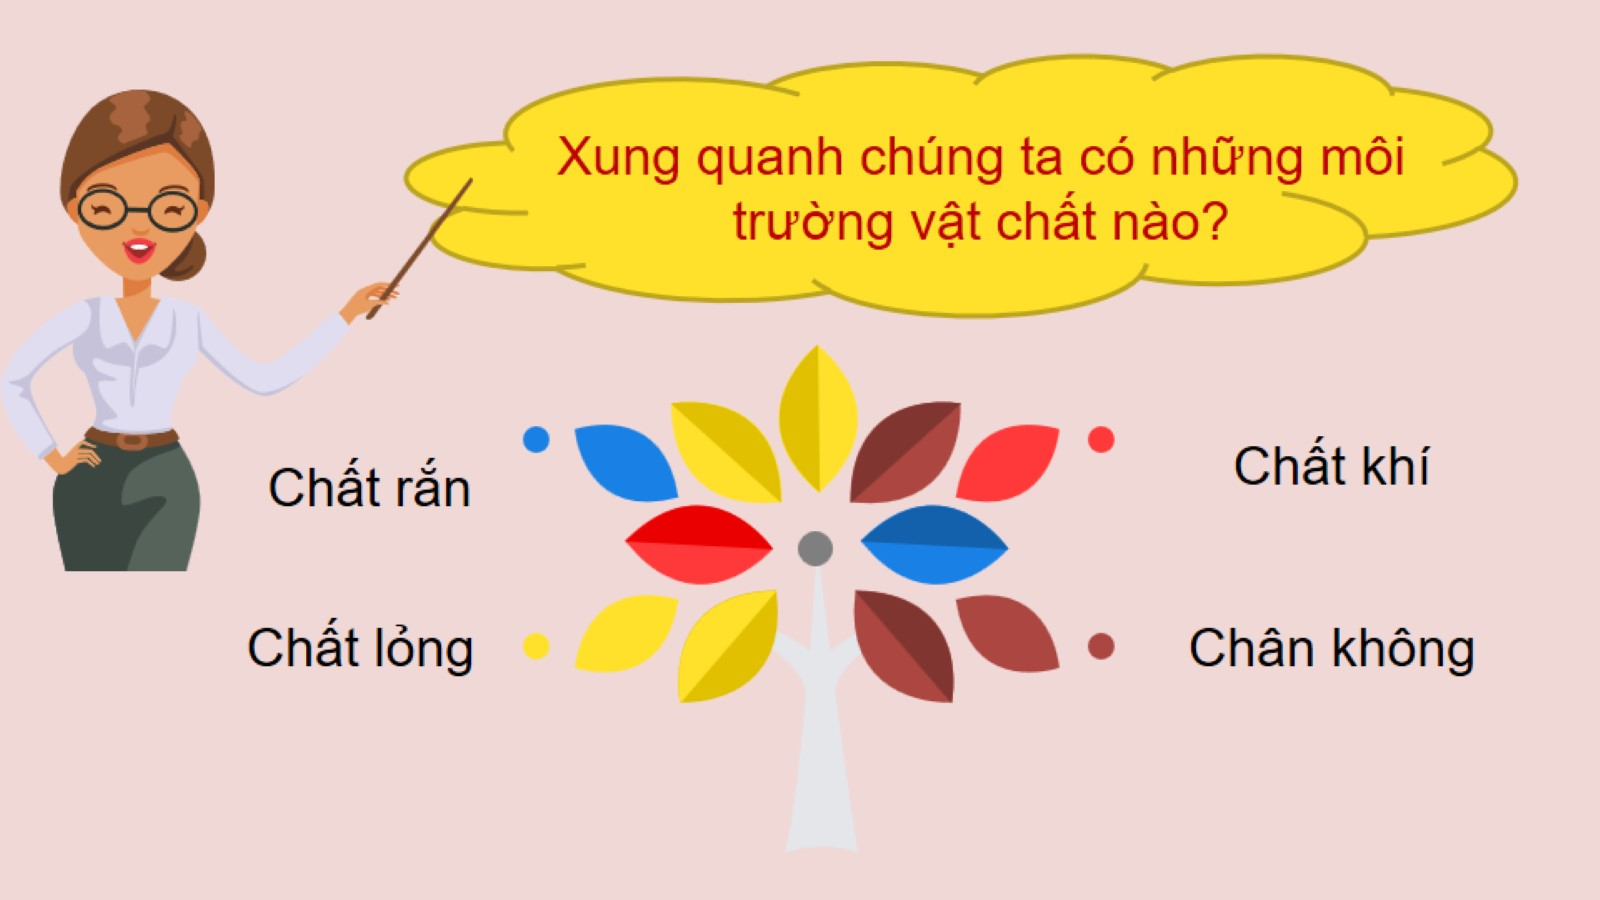 Xung quanh chúng ta có những môi
trường vật chất nào?
Chất rắn
Chất khí
Chất lỏng
Chân không